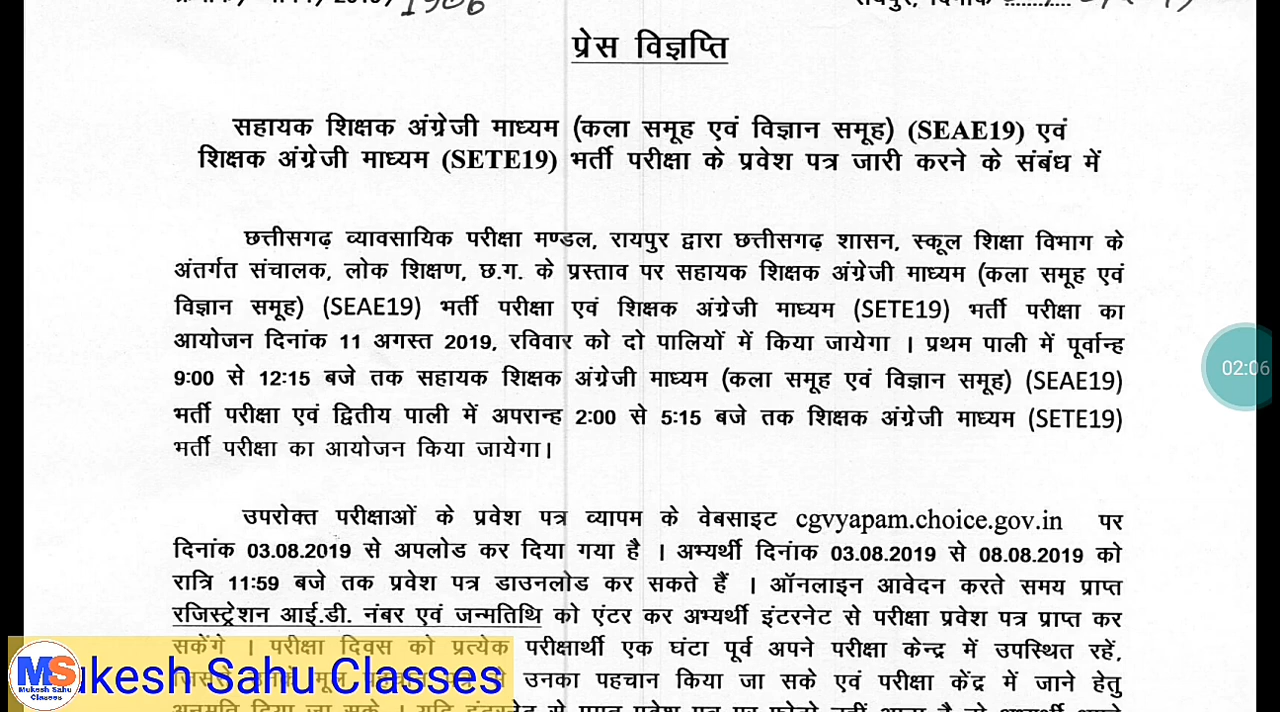 1906
प्रेस विज्ञप्ति
सहायक शिक्षक अंग्रेजी माध्यम (कला समूह एवं विज्ञान समूह) (SEAE19) एवं
शिक्षक अंग्रेजी माध्यम (SETE19) भर्ती परीक्षा के प्रवेश पत्र जारी करने के संबंध में
छत्तीसगढ़ व्यावसायिक परीक्षा मण्डल, रायपुर द्वारा छत्तीसगढ़ शासन, स्कूल शिक्षा विभाग के
अंतर्गत संचालक, लोक शिक्षण, छ.ग. के प्रस्ताव पर सहायक शिक्षक अंग्रेजी माध्यम (कला समूह एवं
विज्ञान समूह) (SEAE19) भर्ती परीक्षा एवं शिक्षक अंग्रेजी माध्यम (SETE19) भर्ती परीक्षा का
आयोजन दिनांक 11 अगस्त 2019, रविवार को दो पालियों में किया जायेगा । प्रथम पाली में पूर्वान्ह
9:00 से 12:15 बजे तक सहायक शिक्षक अंग्रेजी माध्यम (कला समूह एवं विज्ञान समूह) (SEAE19)
02:06
भर्ती परीक्षा एवं द्वितीय पाली में अपरान्ह 2:00 से 5:15 बजे तक शिक्षक अंग्रेजी माध्यम (SETE19)
भर्ती परीक्षा का आयोजन किया जायेगा।
उपरोक्त परीक्षाओं के प्रवेश पत्र व्यापम के वेबसाइट cgvyapam.choice.gov.in पर
दिनांक 03.08.2019 से अपलोड कर दिया गया है । अभ्यर्थी दिनांक 03.08.2019 से 08.08.2019 को
रात्रि 11:59 बजे तक प्रवेश पत्र डाउनलोड कर सकते हैं । ऑनलाइन आवेदन करते समय प्राप्त
रजिस्ट्रेशन आई.डी. नंबर एवं जन्मतिथि को एंटर कर अभ्यर्थी इंटरनेट से परीक्षा प्रवेश पत्र प्राप्त कर
सकेंगे । परीक्षा दिवस को प्रत्येक परीक्षार्थी एक घंटा पूर्व अपने परीक्षा केन्द्र में उपस्थित रहें,
उनका पहचान किया जा सके एवं परीक्षा केंद्र में जाने हेतु
MS
Mukesh Sahu
Classes
ukesh Sahu Classes